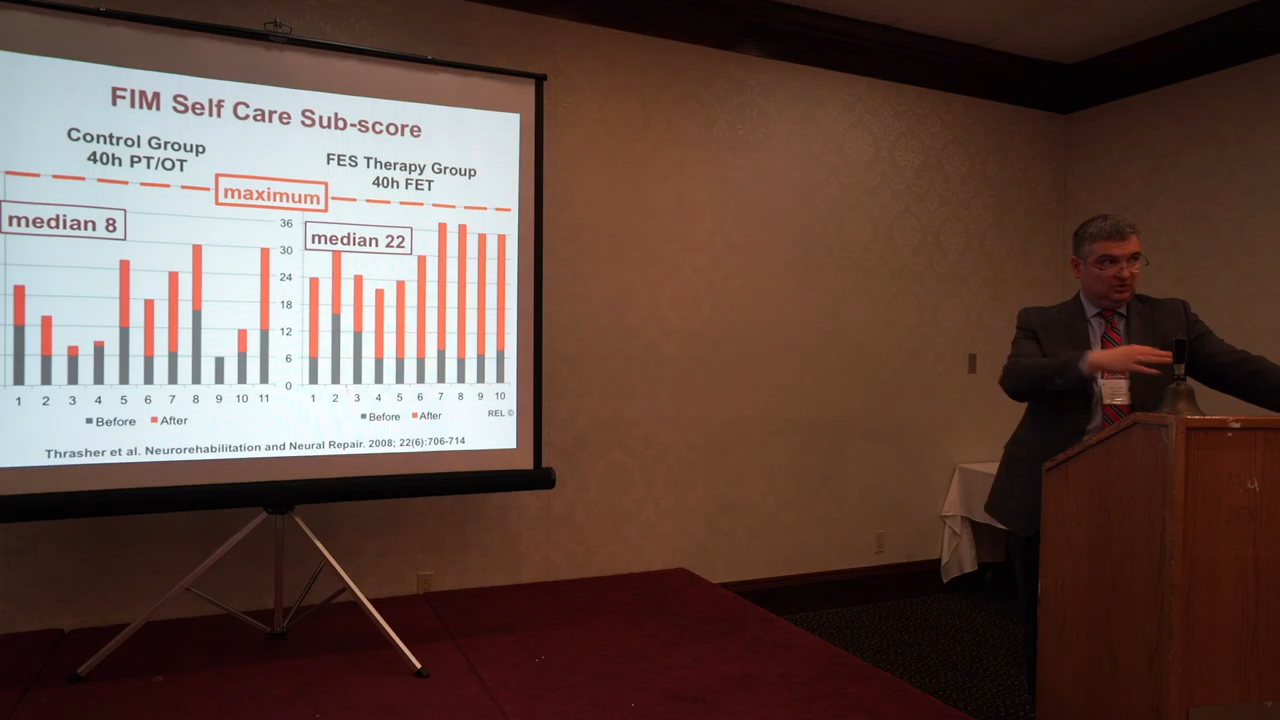 FIM Self Care Sub-score
Control Group
40h PT/OT
FES Therapy Group
40h FET
maximum
median 8
median 22
36
30
24
18
12
6
0
1 2 3 4 5 6 7 8 9 10 11
1 2 3 4 5 6 7 8 9 10
Before After
Before After
REL ©
Thrasher et al. Neurorehabilitation and Neural Repair. 2008; 22(6):706-714